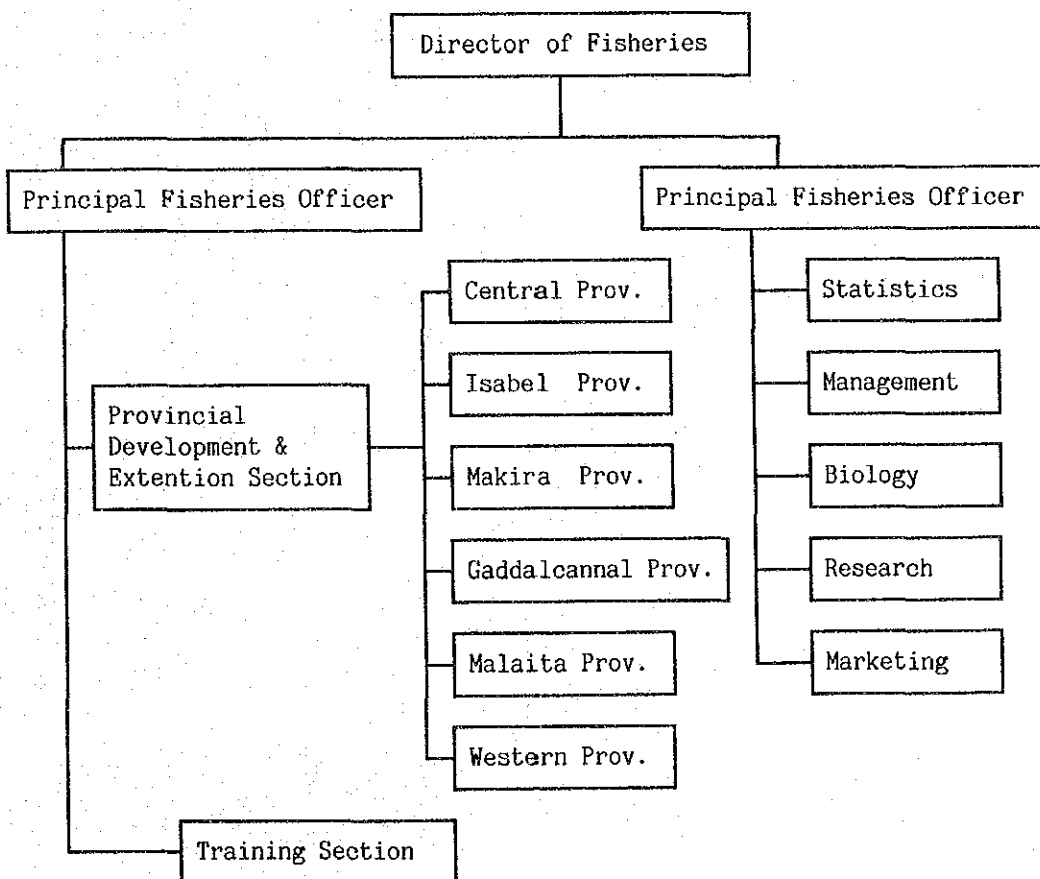 Director of Fisheries
Principal Fisheries Officer
Principal Fisheries Officer
Provincial
Development &
Extention Section
Central Prov.
Isabel Prov.
Makira Prov.
Gaddalcannal Prov.
Malaita Prov.
Western Prov.
Training Section
Statistics
Management
Biology
Research
Marketing